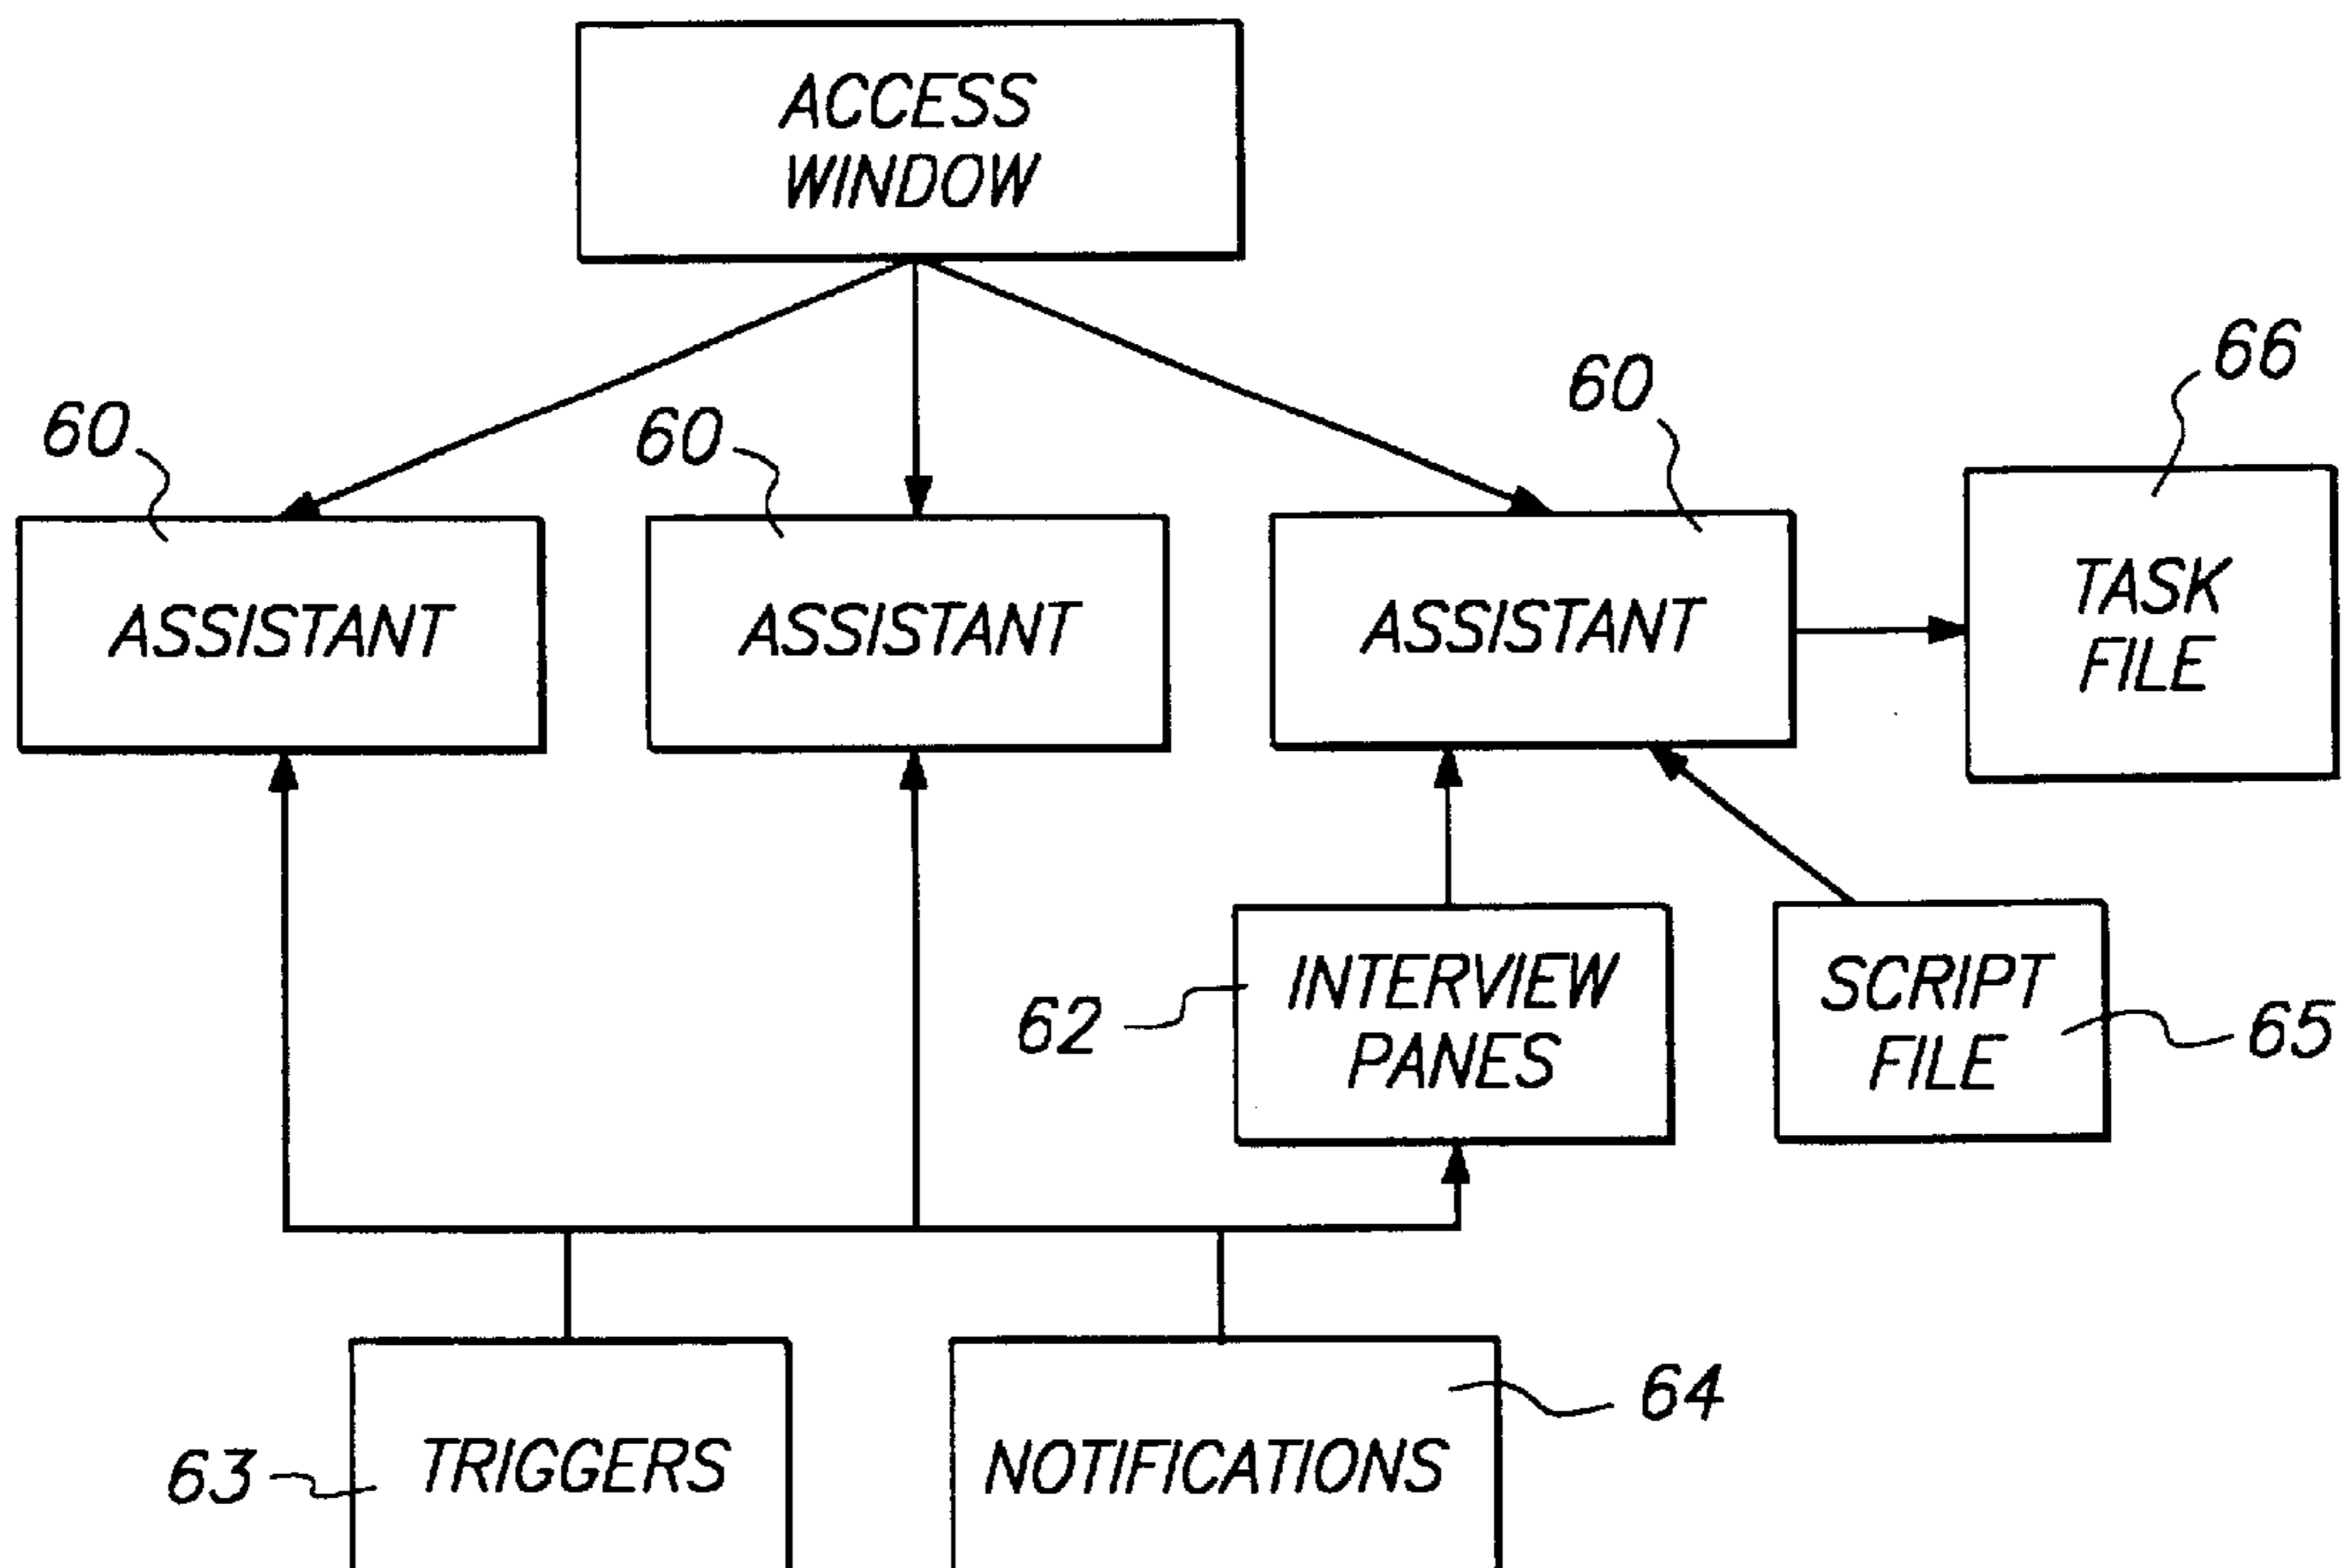 ACCESS
WINDOW
66
60
60
60
ASSISTANT
ASSISTANT
ASSISTANT
TASK
FILE
INTERVIEW
PANES
SCRIPT
FILE
62
65
64
63
TRIGGERS
NOTIFICATIONS